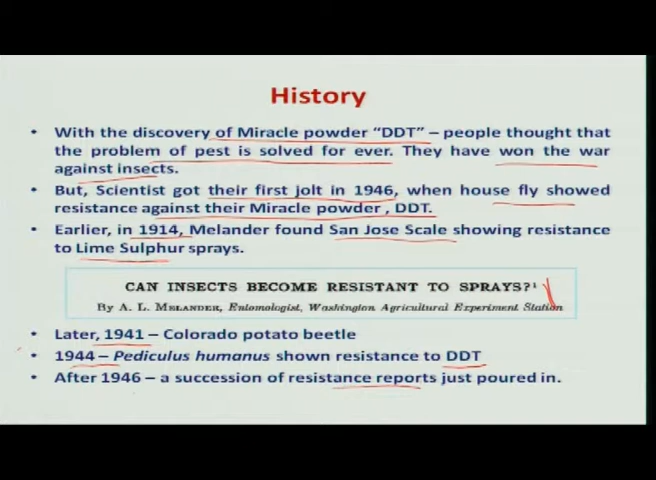 History
• With the discovery of Miracle powder "DDT" – people thought that
the problem of pest is solved for ever. They have won the war
against insects.
• But, Scientist got their first jolt in 1946, when house fly showed
resistance against their Miracle powder , DDT.
• Earlier, in 1914, Melander found San Jose Scale showing resistance
to Lime Sulphur sprays.
CAN INSECTS BECOME RESISTANT TO SPRAYS?¹
By A. L. MELANDER, Entomologist, Washington Agricultural Experiment Station
• Later, 1941 – Colorado potato beetle
• 1944 – Pediculus humanus shown resistance to DDT
• After 1946 – a succession of resistance reports just poured in.